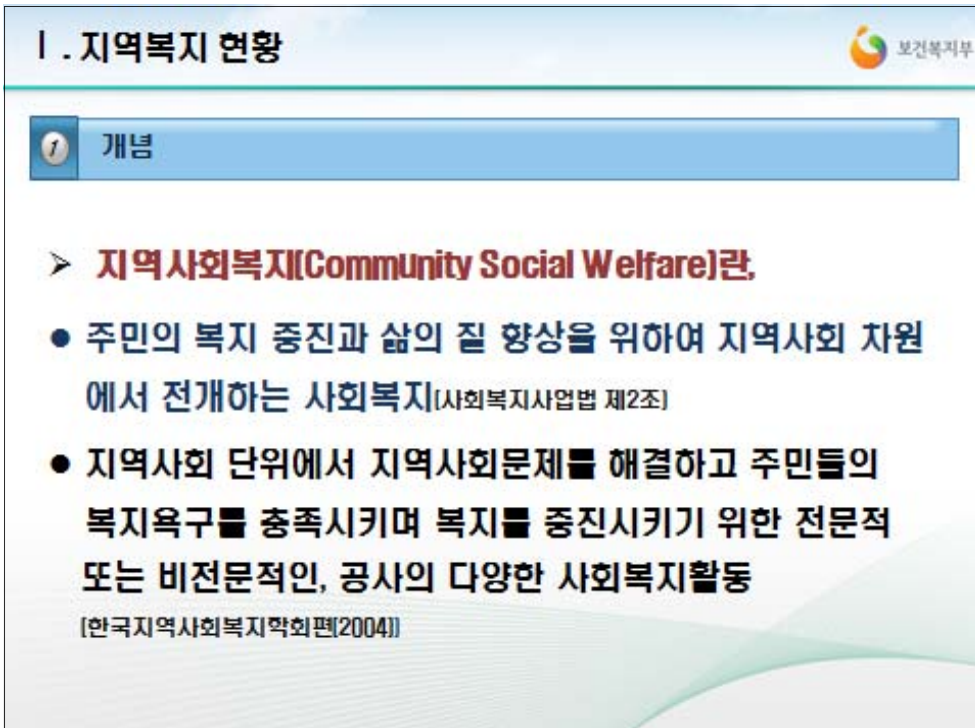 Ⅰ. 지역복지 현황
보건복지부
1 개념
➢ 지역사회복지(Community Social Welfare)란,
● 주민의 복지 증진과 삶의 질 향상을 위하여 지역사회 차원
에서 전개하는 사회복지(사회복지사업법 제2조)
● 지역사회 단위에서 지역사회문제를 해결하고 주민들의
복지욕구를 충족시키며 복지를 증진시키기 위한 전문적
또는 비전문적인, 공사의 다양한 사회복지활동
(한국지역사회복지학회편(2004))